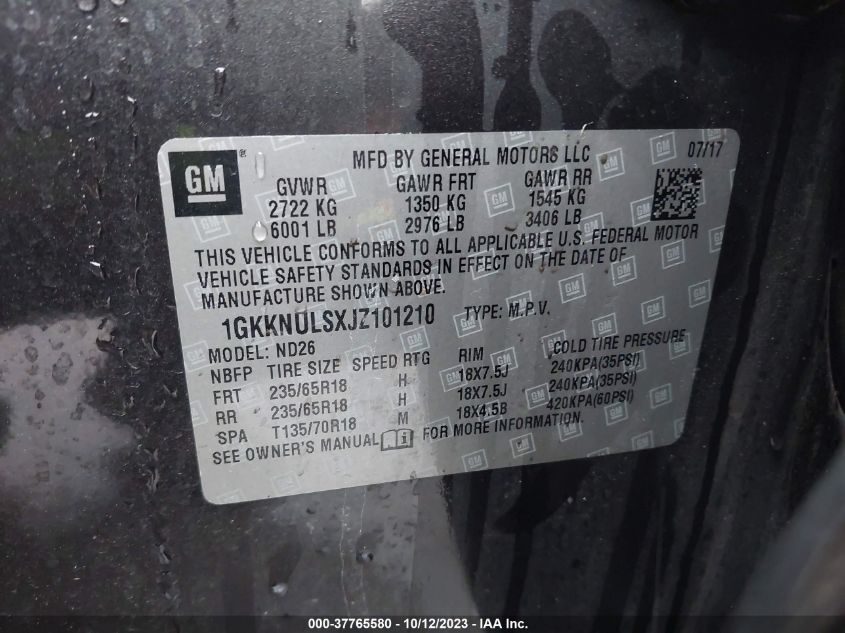 GM ® MFD BY GENERAL MOTORS LLC 07/17
GVWR GAWR FRT GAWR RR
2722 KG 1350 KG 1545 KG
6001 LB 2976 LB 3406 LB
THIS VEHICLE CONFORMS TO ALL APPLICABLE U.S. FEDERAL MOTOR
VEHICLE SAFETY STANDARDS IN EFFECT ON THE DATE OF
MANUFACTURE SHOWN ABOVE.
1GKKNULSXJZ101210 TYPE: M.P.V.
MODEL: ND26
NBFP TIRE SIZE SPEED RTG RIM COLD TIRE PRESSURE
FRT 235/65R18 H 18X7.5J 240KPA(35PSI)
RR 235/65R18 H 18X7.5J 240KPA(35PSI)
SPA T135/70R18 M 18X4.5B 420KPA(60PSI)
SEE OWNER'S MANUAL FOR MORE INFORMATION.
000-37765580 - 10/12/2023 - IAA Inc.